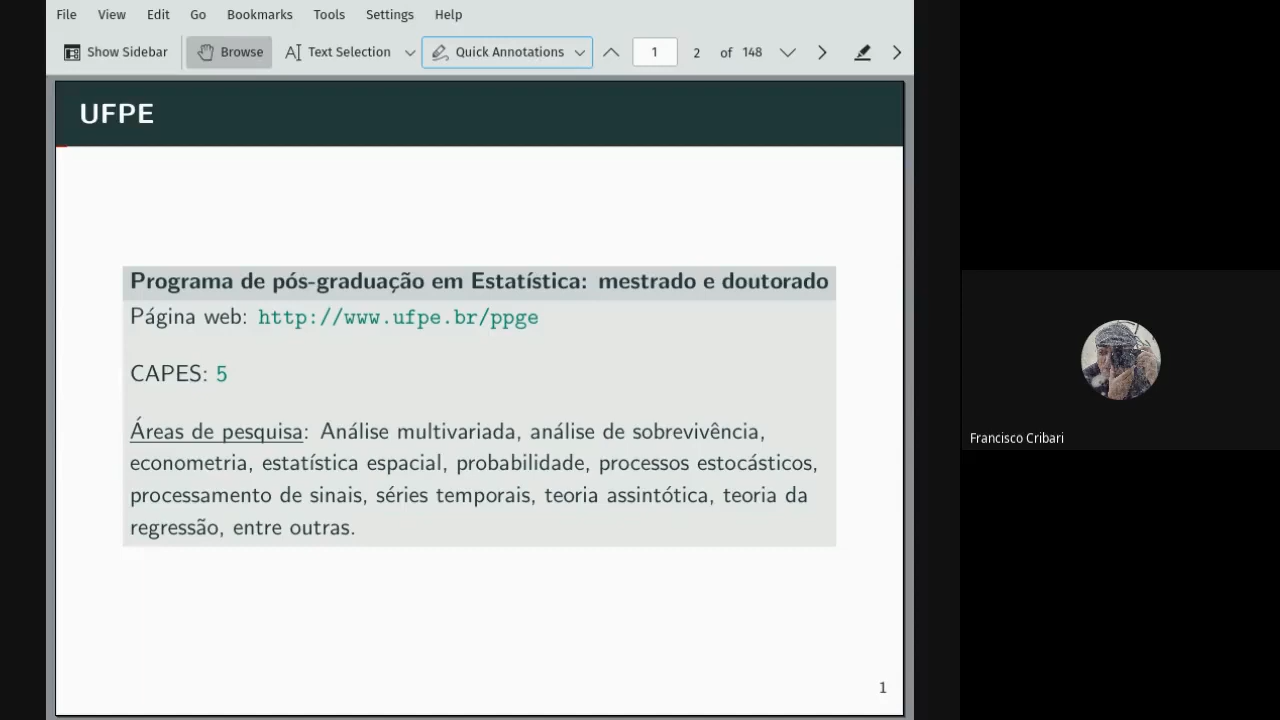 File View Edit Go Bookmarks Tools Settings Help
Show Sidebar Browse Text Selection Quick Annotations 1 2 of 148
UFPE
Programa de pós-graduação em Estatística: mestrado e doutorado
Página web: http://www.ufpe.br/ppge
CAPES: 5
Áreas de pesquisa: Análise multivariada, análise de sobrevivência,
econometria, estatística espacial, probabilidade, processos estocásticos,
processamento de sinais, séries temporais, teoria assintótica, teoria da
regressão, entre outras.
1
Francisco Cribari